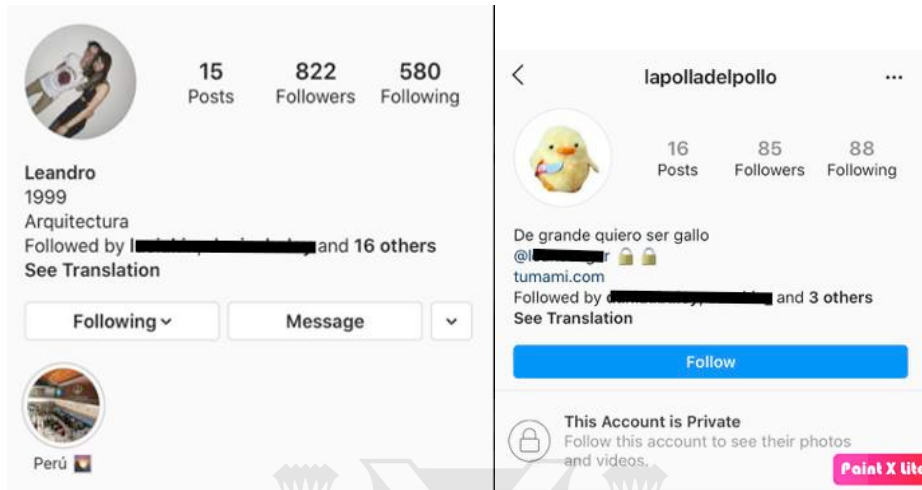 15 822 580
Posts Followers Following
Leandro
1999
Arquitectura
Followed by and 16 others
See Translation
Following Message
Perú
lapolladelpollo
16 85 88
Posts Followers Following
De grande quiero ser gallo
tumami.com
Followed by and 3 others
See Translation
Follow
This Account is Private
Follow this account to see their photos
and videos.
Paint X Lite